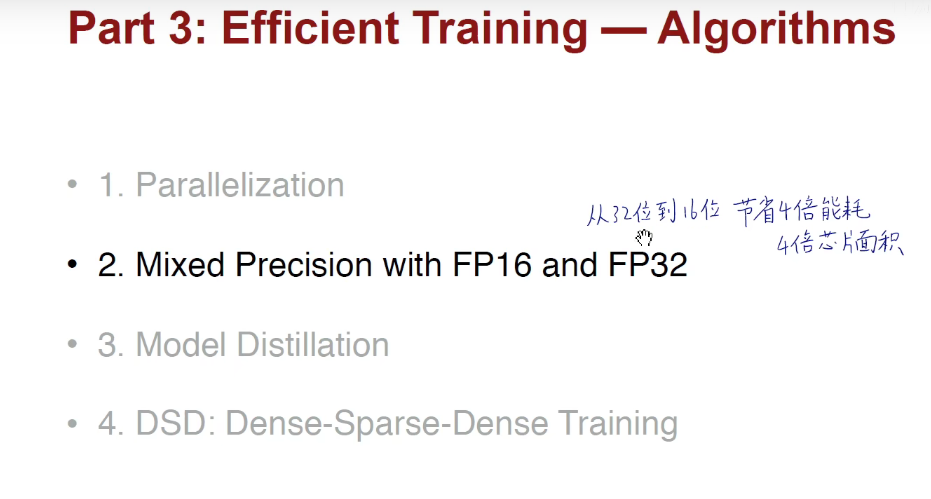 Part 3: Efficient Training — Algorithms
• 1. Parallelization
从32位到16位 节省4倍能耗
4倍芯片面积
• 2. Mixed Precision with FP16 and FP32
• 3. Model Distillation
• 4. DSD: Dense-Sparse-Dense Training